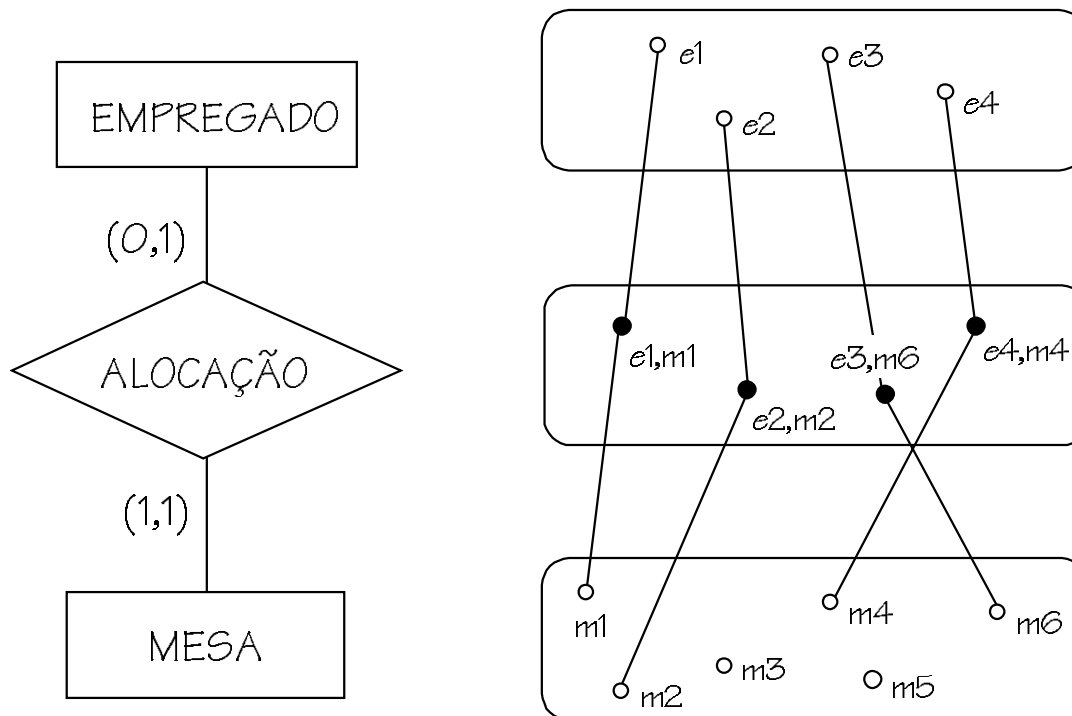 EMPREGADO
(0,1)
ALOCAÇÃO
(1,1)
MESA
e1
e3
e4
e2
e1,m1
e3,m6
e4,m4
e2,m2
m1
m4
m6
m3
m2
m5